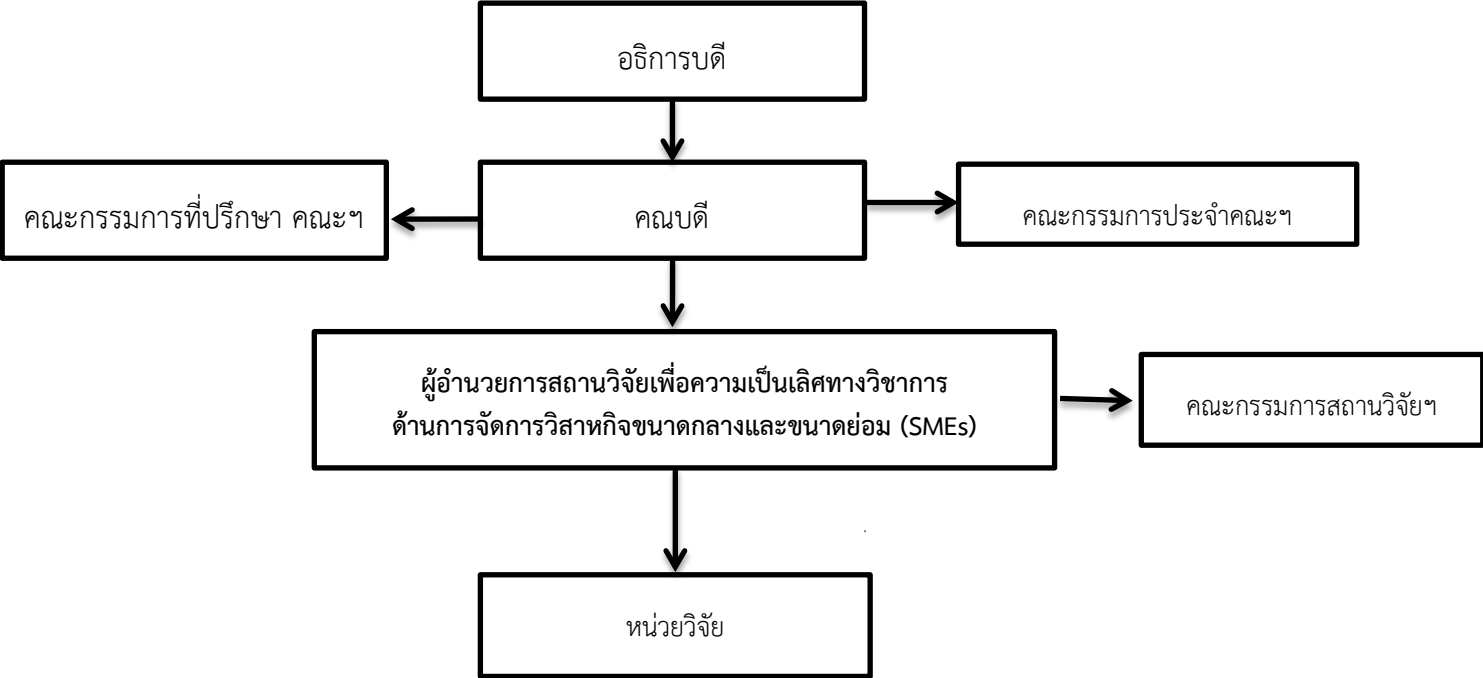 อธิการบดี
คณะกรรมการที่ปรึกษา คณะฯ
คณบดี
คณะกรรมการประจำคณะฯ
ผู้อำนวยการสถานวิจัยเพื่อความเป็นเลิศทางวิชาการ
ด้านการจัดการวิสาหกิจขนาดกลางและขนาดย่อม (SMEs)
คณะกรรมการสถานวิจัยฯ
หน่วยวิจัย